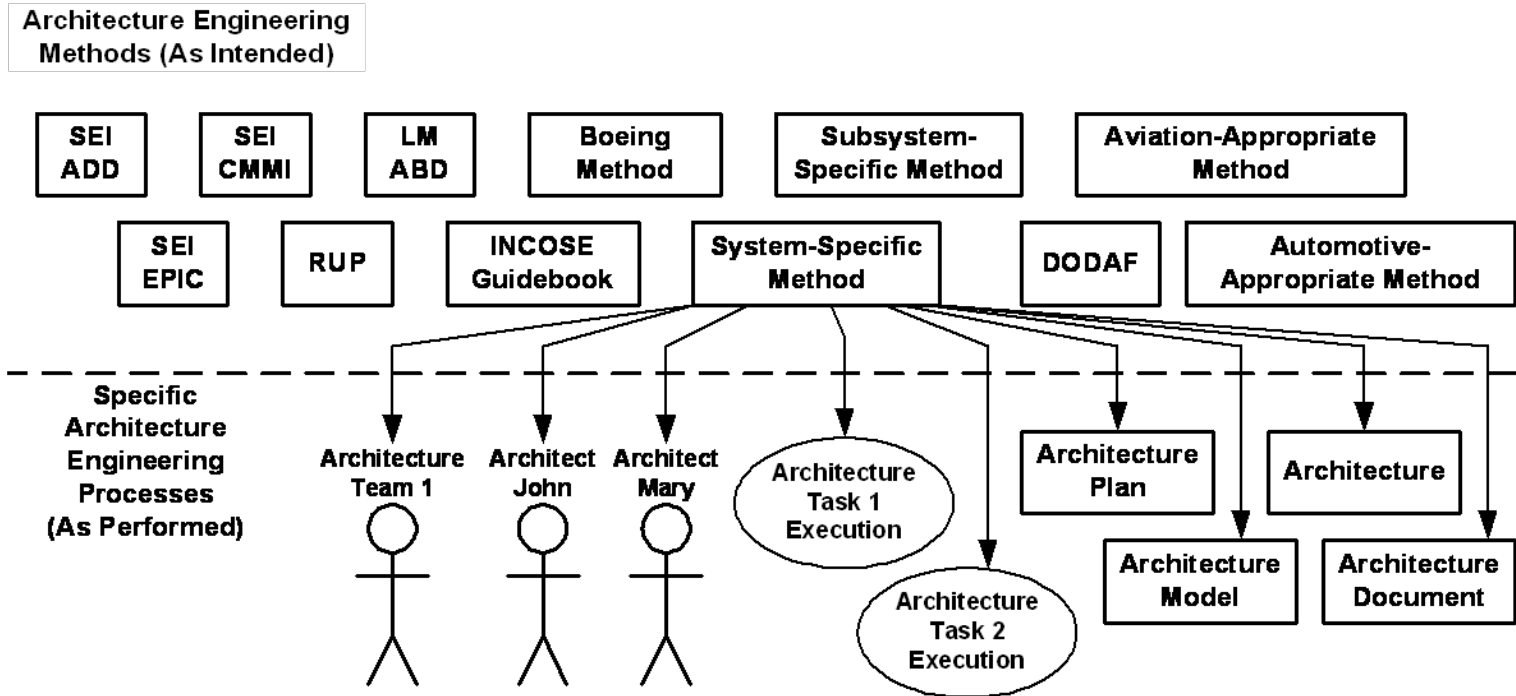 Architecture Engineering
Methods (As Intended)
SEI
ADD
SEI
CMMI
LM
ABD
Boeing
Method
Subsystem-
Specific Method
Aviation-Appropriate
Method
SEI
EPIC
RUP
INCOSE
Guidebook
System-Specific
Method
DODAF
Automotive-
Appropriate Method
Specific
Architecture
Engineering
Processes
(As Performed)
Architecture
Team 1
Architect
John
Architect
Mary
Architecture
Task 1
Execution
Architecture
Task 2
Execution
Architecture
Plan
Architecture
Architecture
Model
Architecture
Document